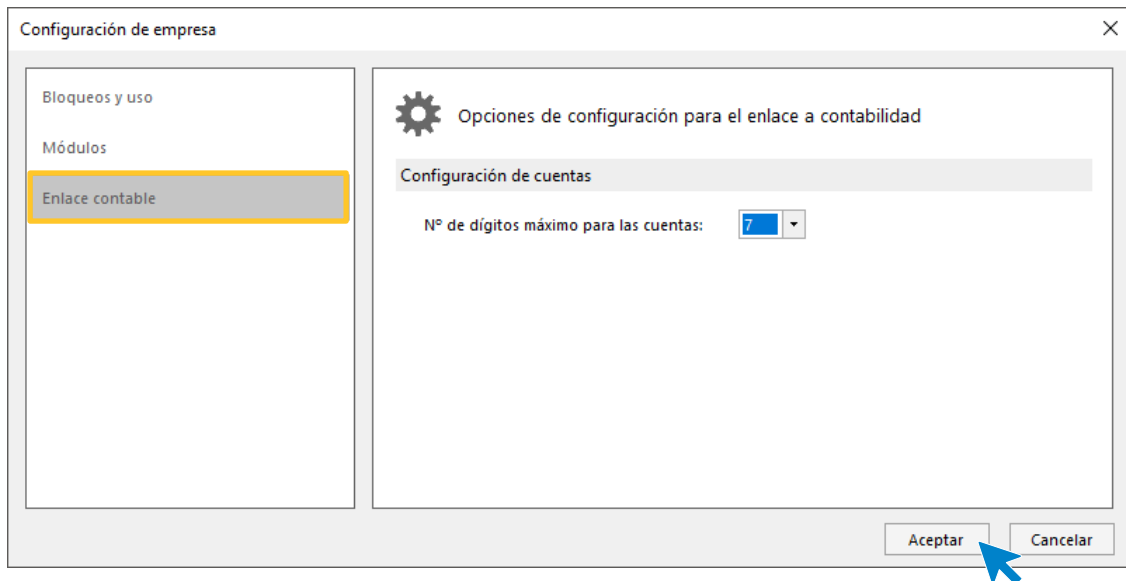 Configuración de empresa
Bloqueos y uso
Módulos
Enlace contable
Opciones de configuración para el enlace a contabilidad
Configuración de cuentas
Nº de dígitos máximo para las cuentas: 7
Aceptar Cancelar